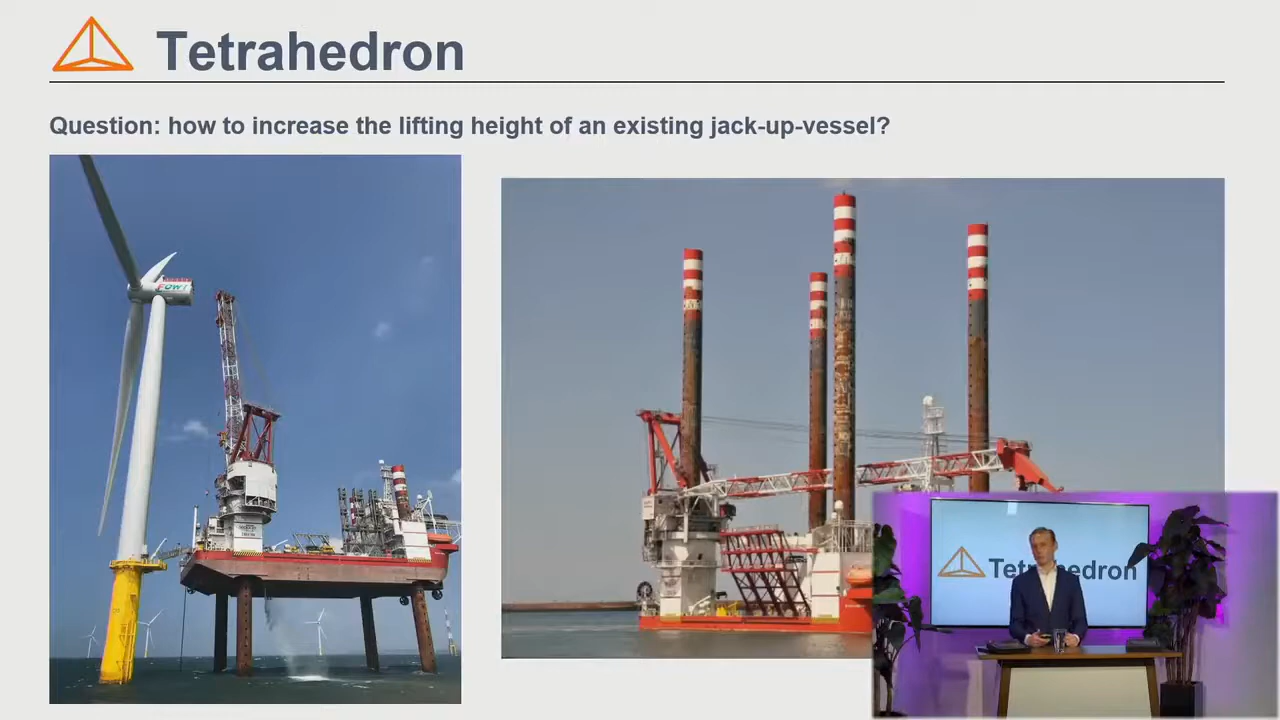 Tetrahedron
Question: how to increase the lifting height of an existing jack-up-vessel?
Tetrahedron